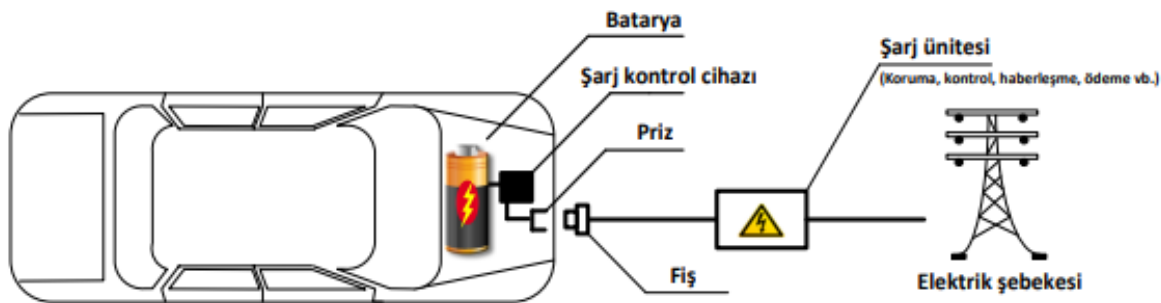 Batarya
Şarj kontrol cihazı
Priz
Fiş
Şarj ünitesi
(Koruma, kontrol, haberleşme, ödeme vb.)
Elektrik şebekesi